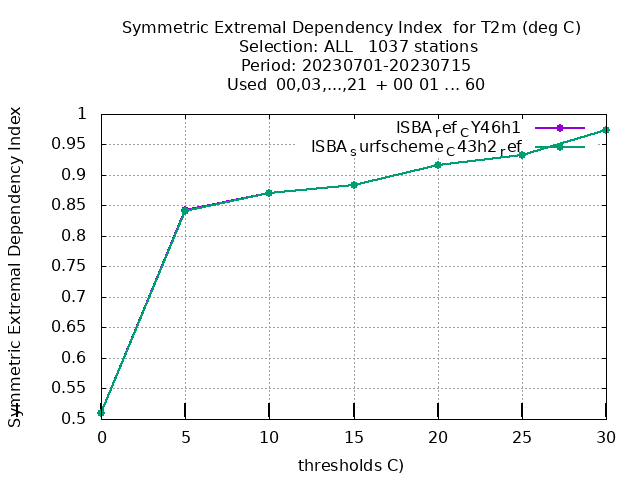 Symmetric Extremal Dependency Index  for T2m (deg C)
Selection: ALL   1037 stations
Period: 20230701-20230715
Used  00,03,...,21  + 00 01 ... 60
Symmetric Extremal Dependency Index
1
0.95
0.9
0.85
0.8
0.75
0.7
0.65
0.6
0.55
0.5
ISBA_ref_CY46h1
ISBA_surfscheme_C43h2_ref
0 5 10 15 20 25 30
thresholds C)